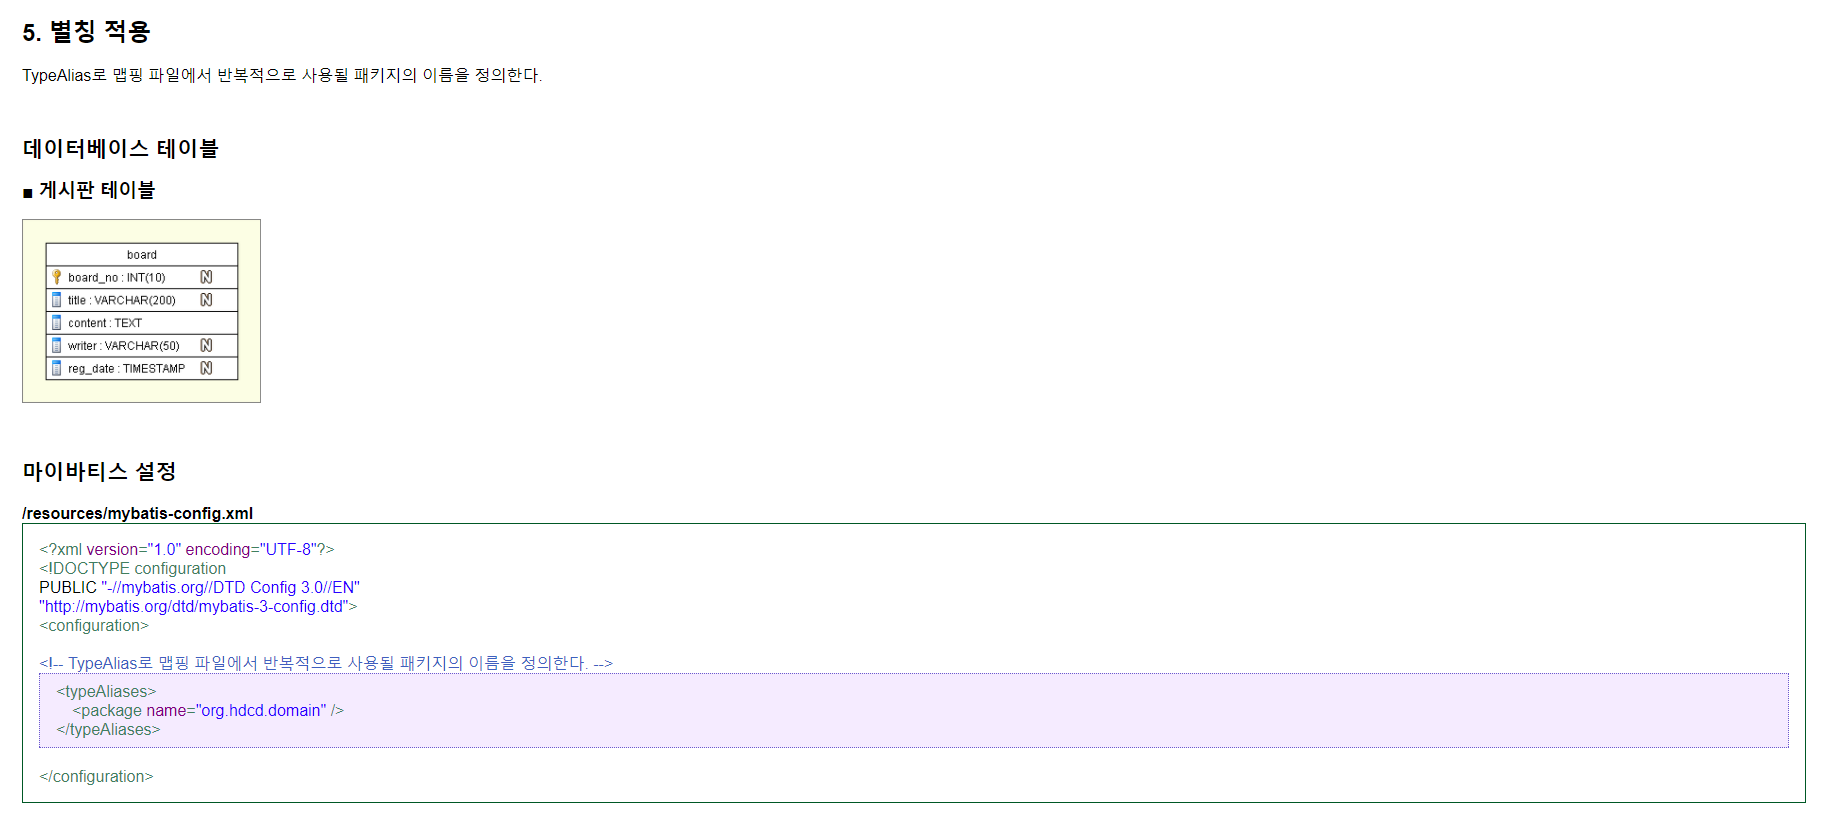 5. 별칭 적용
TypeAlias로 맵핑 파일에서 반복적으로 사용될 패키지의 이름을 정의한다.
데이터베이스 테이블
■ 게시판 테이블
board
board_no : INT(10) N
title : VARCHAR(200) N
content : TEXT
writer : VARCHAR(50) N
reg_date : TIMESTAMP N
마이바티스 설정
/resources/mybatis-config.xml
<?xml version="1.0" encoding="UTF-8"?>
<!DOCTYPE configuration
PUBLIC "-//mybatis.org//DTD Config 3.0//EN"
"http://mybatis.org/dtd/mybatis-3-config.dtd">
<configuration>
<!-- TypeAlias로 맵핑 파일에서 반복적으로 사용될 패키지의 이름을 정의한다. -->
<typeAliases>
<package name="org.hdcd.domain" />
</typeAliases>
</configuration>